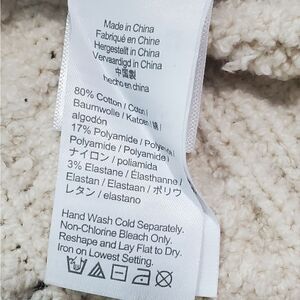 Made in China
Fabriqué en Chine
Hergestellt in China
Vervaardigd in China
中国製
hecho en china
80% Cotton / Coton /
Baumwolle / Katoen / 綿 /
algodón
17% Polyamide /
Polyamide / Polyamide /
ナイロン / poliamida
3% Elastane / Élasthanne /
Elastan / Elastaan / ポリウ
レタン / elastano
Hand Wash Cold Separately.
Non-Chlorine Bleach Only.
Reshape and Lay Flat to Dry.
Iron on Lowest Setting.